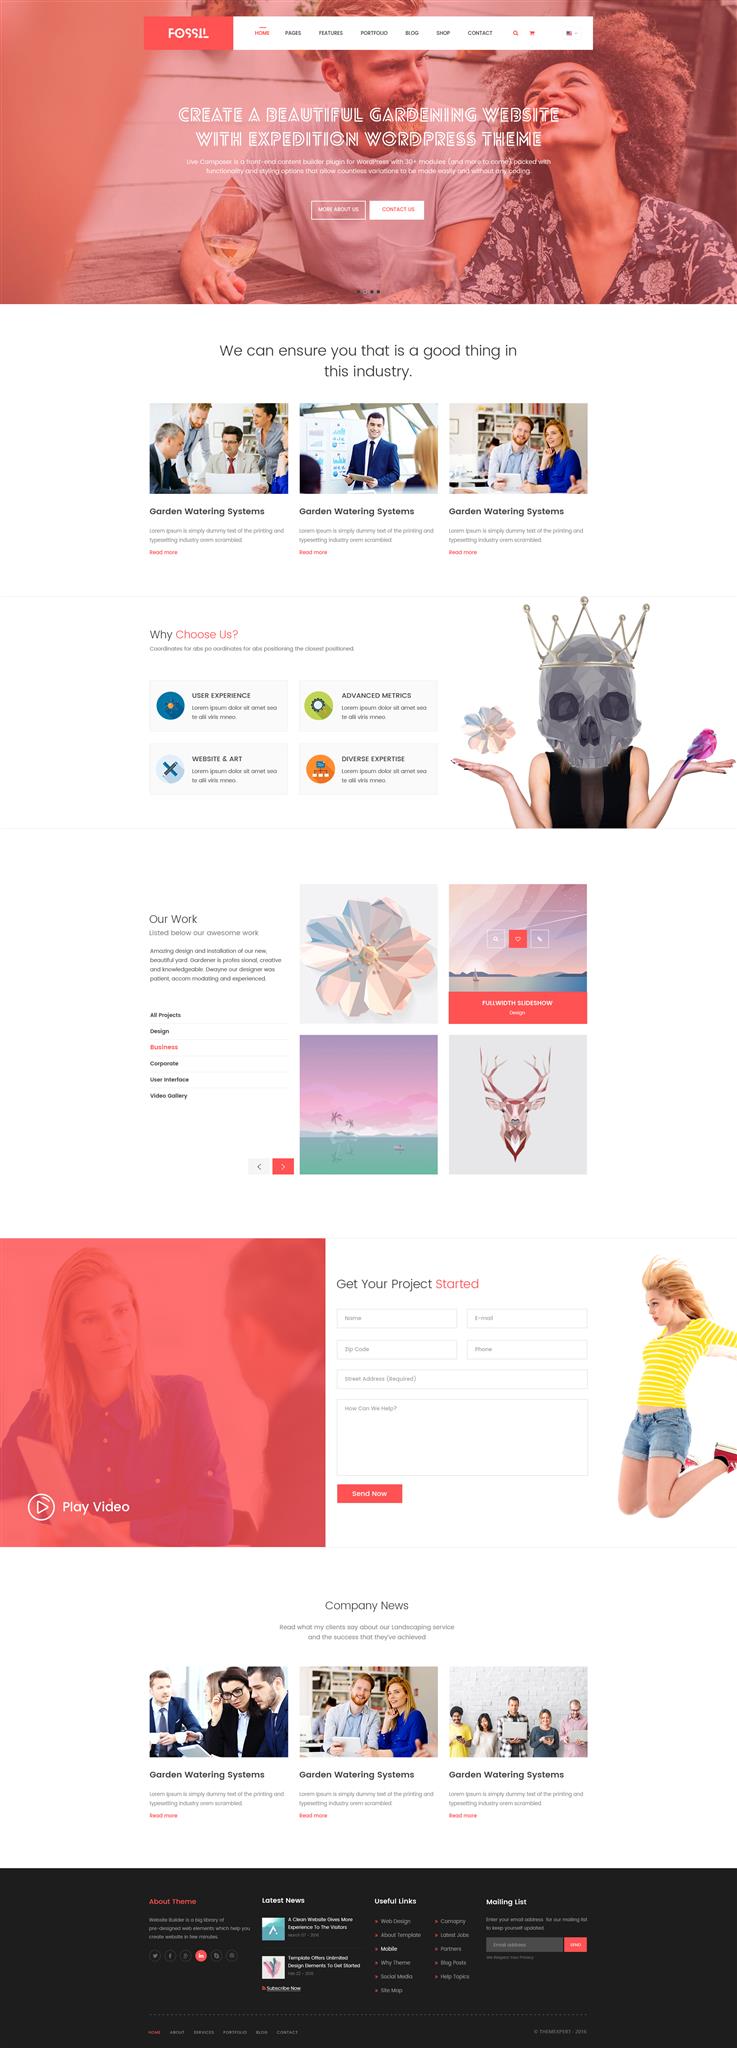 FOSSIL
HOME PAGES FEATURES PORTFOLIO BLOG SHOP CONTACT
CREATE A BEAUTIFUL GARDENING WEBSITE
WITH EXPEDITION WORDPRESS THEME
Live Composer is a front-end content builder plugin for WordPress with 30+ modules (and more to come) packed with
functionality and styling options that allow countless variations to be made easily and without any coding.
MORE ABOUT US CONTACT US
We can ensure you that is a good thing in
this industry.
Garden Watering Systems
Lorem Ipsum is simply dummy text of the printing and
typesetting industry orem scrambled.
Read more
Garden Watering Systems
Lorem Ipsum is simply dummy text of the printing and
typesetting industry orem scrambled.
Read more
Garden Watering Systems
Lorem Ipsum is simply dummy text of the printing and
typesetting industry orem scrambled.
Read more
Why Choose Us?
Coordinates for abs po oordinates for abs positioning the closest positioned.
USER EXPERIENCE
Lorem ipsum dolor sit amet sea
te alii viris mneo.
ADVANCED METRICS
Lorem ipsum dolor sit amet sea
te alii viris mneo.
WEBSITE & ART
Lorem ipsum dolor sit amet sea
te alii viris mneo.
DIVERSE EXPERTISE
Lorem ipsum dolor sit amet sea
te alii viris mneo.
Our Work
Listed below our awesome work
Amazing design and installation of our new,
beautiful yard. Gardener is profes sional, creative
and knowledgeable. Dwayne our designer was
patient, accom modating and experienced.
All Projects
Design
Business
Corporate
User Interface
Video Gallery
FULLWIDTH SLIDESHOW
Design
Play Video
Get Your Project Started
Name E-mail
Zip Code Phone
Street Address (Required)
How Can We Help?
Send Now
Company News
Read what my clients say about our Landscaping service
and the success that they've achieved
Garden Watering Systems
Lorem Ipsum is simply dummy text of the printing and
typesetting industry orem scrambled.
Read more
Garden Watering Systems
Lorem Ipsum is simply dummy text of the printing and
typesetting industry orem scrambled.
Read more
Garden Watering Systems
Lorem Ipsum is simply dummy text of the printing and
typesetting industry orem scrambled.
Read more
About Theme
Website Builder is a big library of
pre-designed web elements which help you
create website in few minutes.
Latest News
A Clean Website Gives More
Experience To The Visitors
March 07 - 2016
Template Offers Unlimited
Design Elements To Get Started
Subscribe Now
Useful Links
Web Design
About Template
Mobile
Why Theme
Social Media
Site Map
Comapny
Latest Jobs
Partners
Blog Posts
Help Topics
Mailing List
Enter your email address for our mailing list
to keep yourself updated.
Email address SEND
We Respect Your Privacy
HOME ABOUT SERVICES PORTFOLIO BLOG CONTACT
© THEMEXPERT - 2016